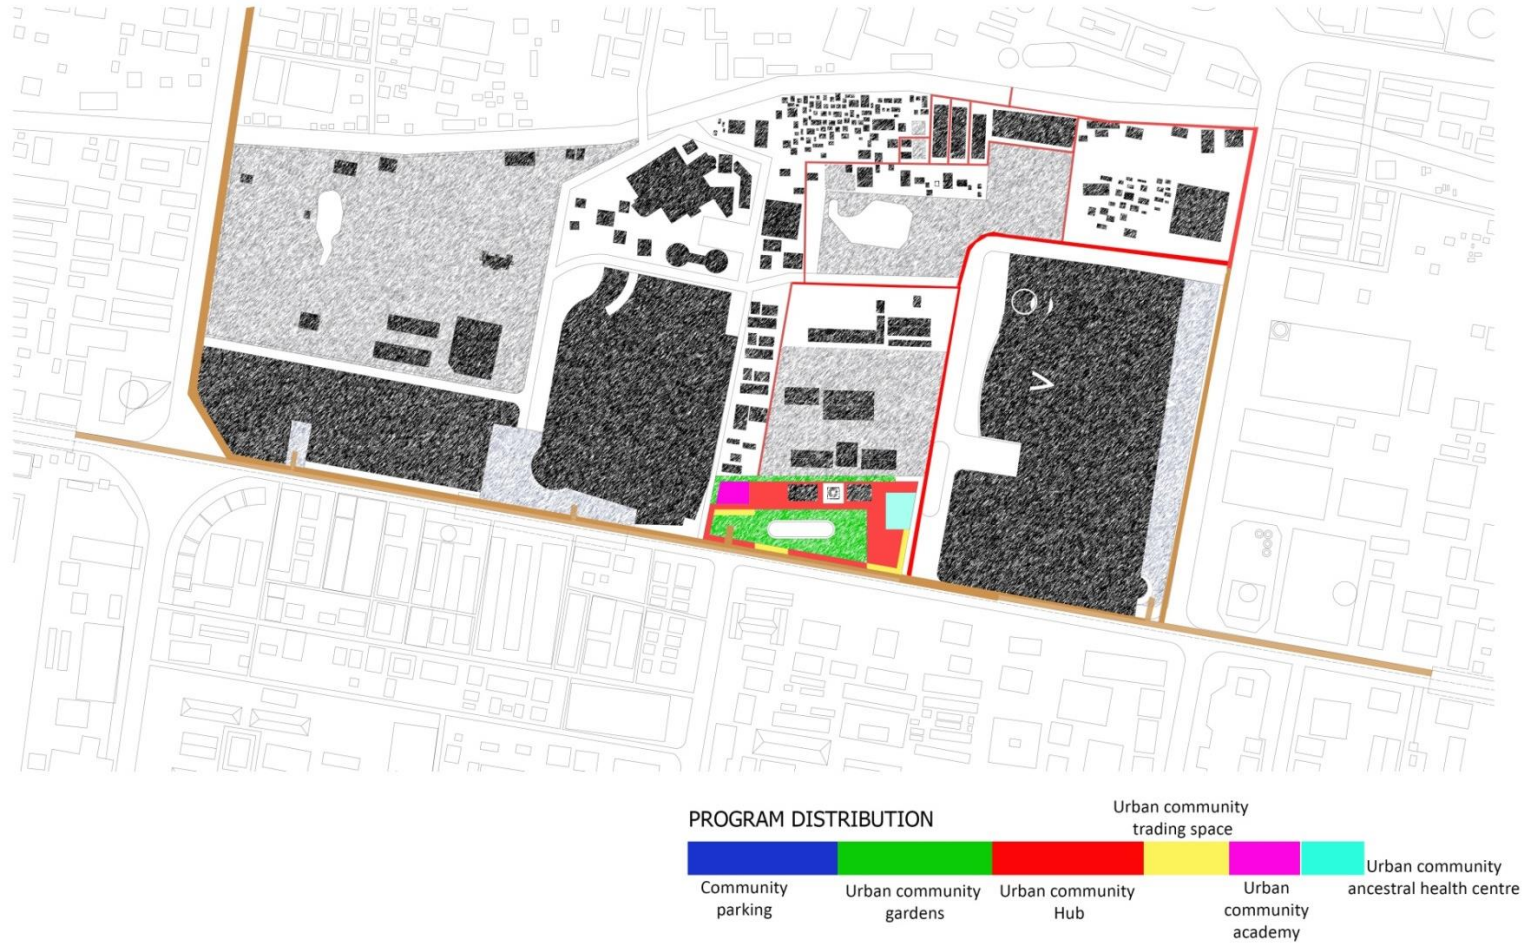 PROGRAM DISTRIBUTION
Urban community
trading space
Community
parking
Urban community
gardens
Urban community
Hub
Urban
community
academy
Urban community
ancestral health centre